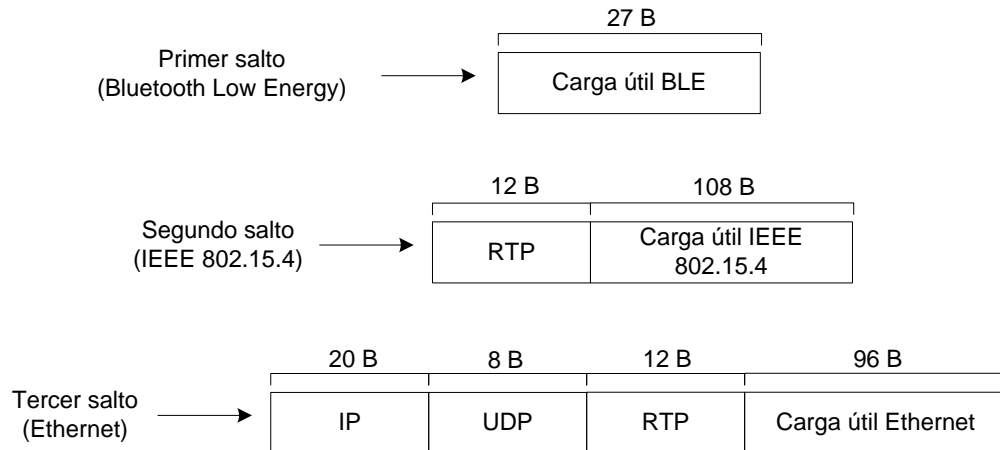 27 B
Primer salto
(Bluetooth Low Energy)
Carga útil BLE
12 B
108 B
Segundo salto
(IEEE 802.15.4)
RTP
Carga útil IEEE
802.15.4
20 B
8 B
12 B
96 B
Tercer salto
(Ethernet)
IP
UDP
RTP
Carga útil Ethernet